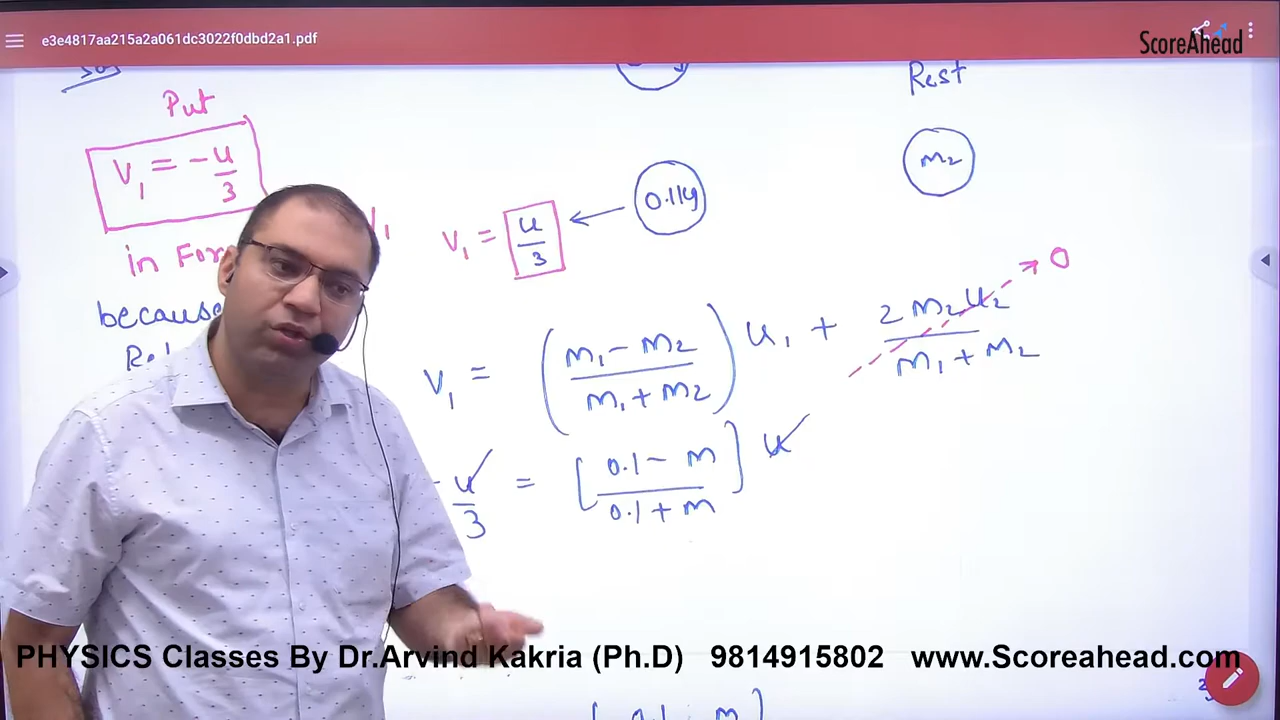 e3e4817aa215a2a061dc3022f0dbd2a1.pdf
ScoreAhead
Rest
Put
V₁ = -u/3
m₂
0.1kg
V₁ = u/3
in For
because
0
V₁ = ((m₁ - m₂)/(m₁ + m₂)) u₁ + 2m₂u₂/(m₁ + m₂)
-u/3 = [(0.1 - m)/(0.1 + m)] u
PHYSICS Classes By Dr.Arvind Kakria (Ph.D) 9814915802 www.Scoreahead.com